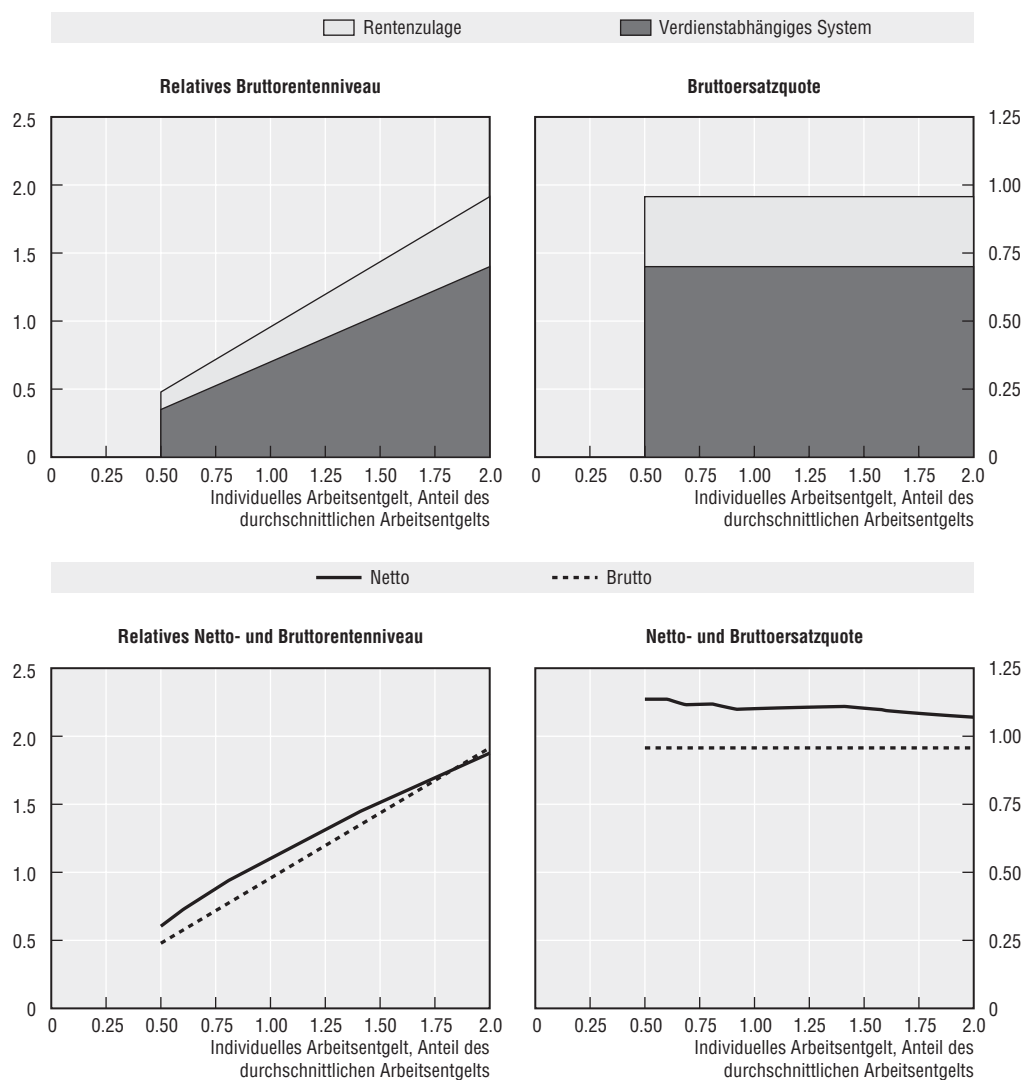 Rentenzulage Verdienstabhängiges System
Relatives Bruttorentenniveau
Bruttoersatzquote
2.5
2.0
1.5
1.0
0.5
0
0 0.25 0.50 0.75 1.00 1.25 1.50 1.75 2.0
Individuelles Arbeitsentgelt, Anteil des
durchschnittlichen Arbeitsentgelts
1.25
1.00
0.75
0.50
0.25
0
0 0.25 0.50 0.75 1.00 1.25 1.50 1.75 2.0
Individuelles Arbeitsentgelt, Anteil des
durchschnittlichen Arbeitsentgelts
Netto Brutto
Relatives Netto- und Bruttorentenniveau
Netto- und Bruttoersatzquote
2.5
2.0
1.5
1.0
0.5
0
0 0.25 0.50 0.75 1.00 1.25 1.50 1.75 2.0
Individuelles Arbeitsentgelt, Anteil des
durchschnittlichen Arbeitsentgelts
1.25
1.00
0.75
0.50
0.25
0
0 0.25 0.50 0.75 1.00 1.25 1.50 1.75 2.0
Individuelles Arbeitsentgelt, Anteil des
durchschnittlichen Arbeitsentgelts